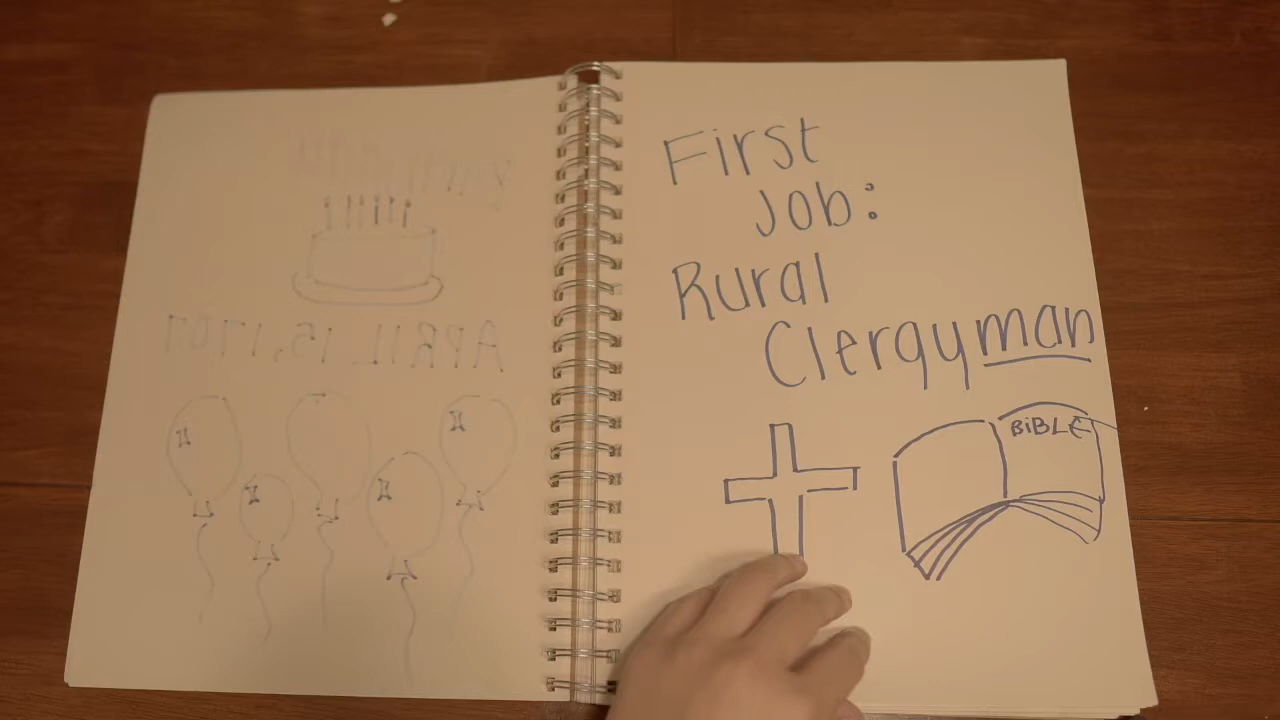 APRIL 15, 1707
First
Job:
Rural
Clergyman
BiBLE